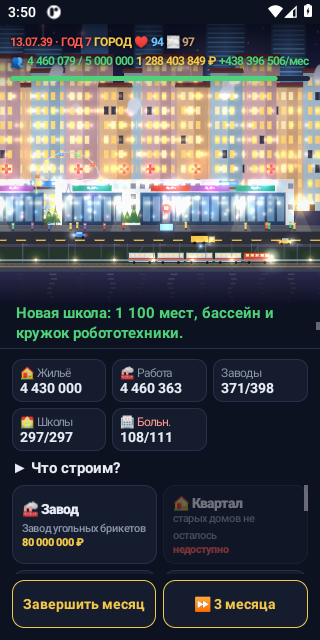 3:50
13.07.39 · ГОД 7 ГОРОД ❤️ 94 📰 97
👥 4 460 079 / 5 000 000 1 288 403 849 ₽ +438 396 506/мес
Новая школа: 1 100 мест, бассейн и
кружок робототехники.
🏠 Жильё
4 430 000
🏭 Работа
4 460 363
Заводы
371/398
🏫 Школы
297/297
🏥 Больн.
108/111
▶ Что строим?
🏭 Завод
Завод угольных брикетов
80 000 000 ₽
🏠 Квартал
старых домов не
осталось
недоступно
Завершить месяц
⏩ 3 месяца